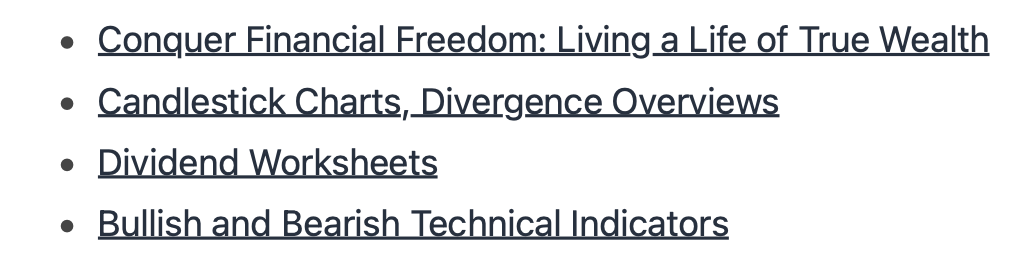 Conquer Financial Freedom: Living a Life of True Wealth
Candlestick Charts, Divergence Overviews
Dividend Worksheets
Bullish and Bearish Technical Indicators